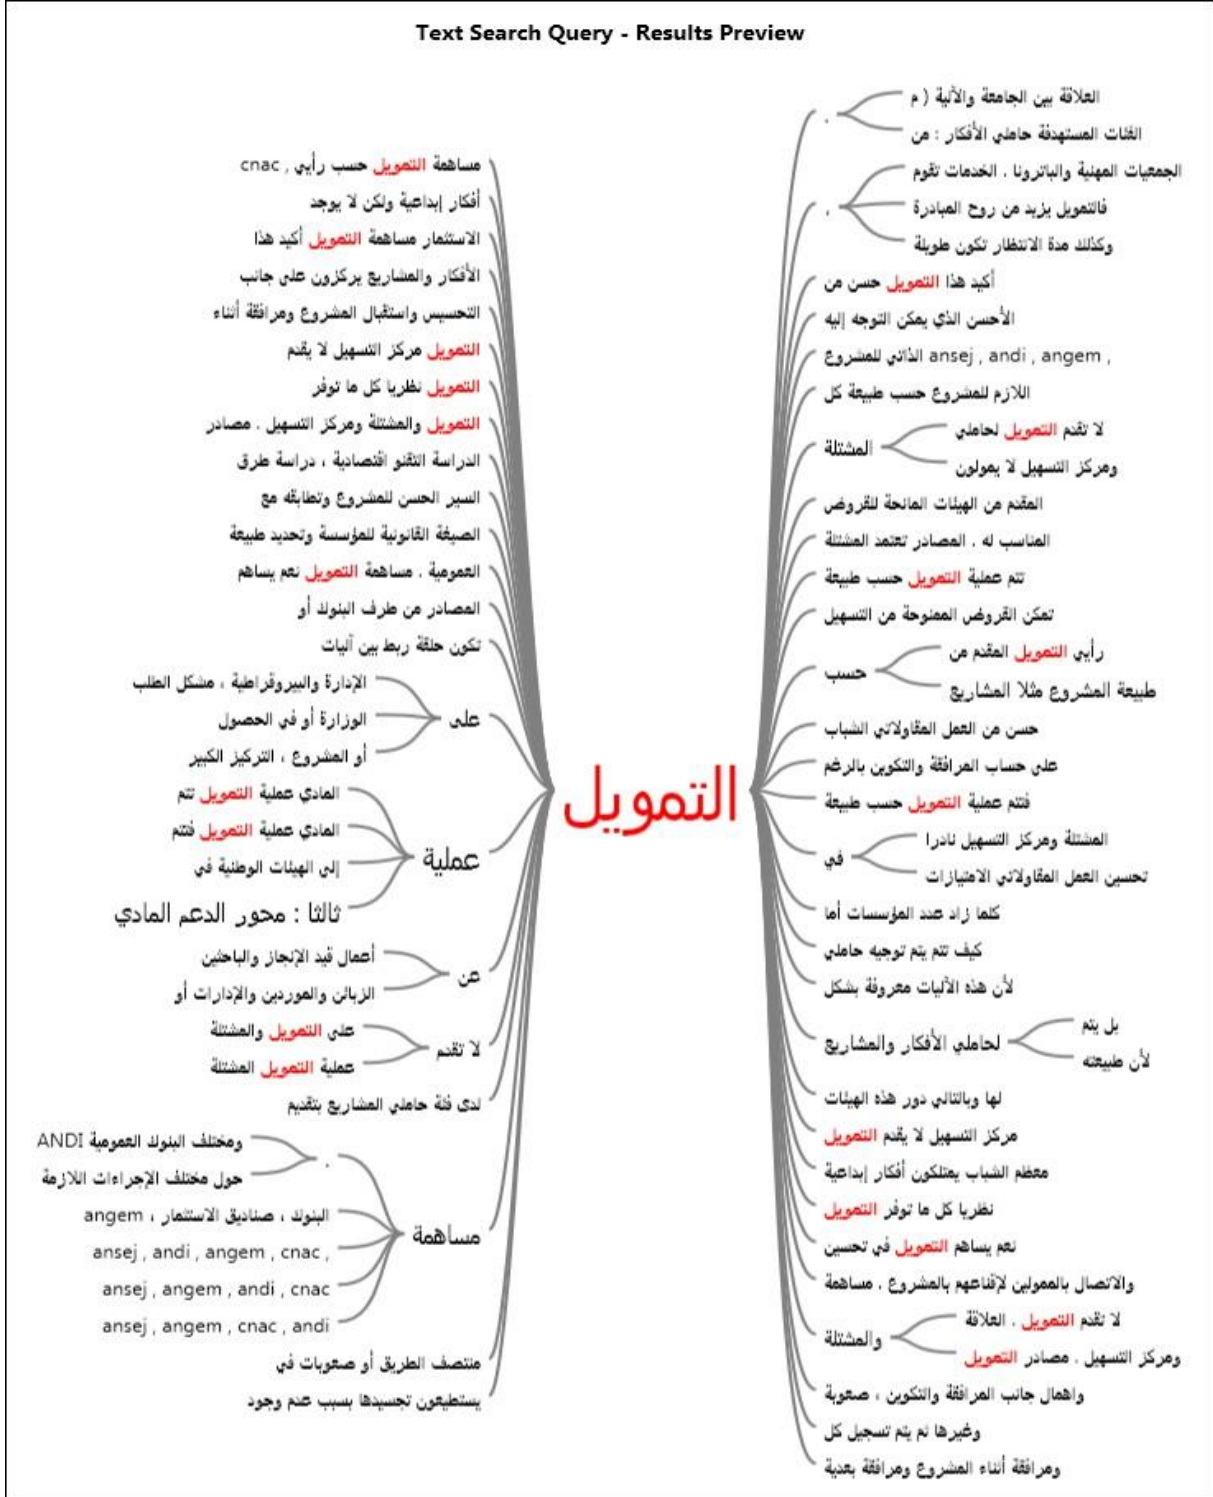 Text Search Query - Results Preview
العلاقة بين الجامعة والآلية ( م
الفئات المستهدفة حاملي الأفكار : من
.
الجمعيات المهنية والباترونا . الخدمات تقوم
فالتمويل يزيد من روح المبادرة
وكذلك مدة الانتظار تكون طويلة
،
أكيد هذا التمويل حسن من
الأحسن الذي يمكن التوجه إليه
الذاتي للمشروع ansej , andi , angem ,
اللازم للمشروع حسب طبيعة كل
المشتلة
لا تقدم التمويل لحاملي
ومركز التسهيل لا يمولون
المقدم من الهيئات المانحة للقروض
المناسب له . المصادر تعتمد المشتلة
تتم عملية التمويل حسب طبيعة
تمكن القروض الممنوحة من التسهيل
حسب
رأيي التمويل المقدم من
طبيعة المشروع مثلا المشاريع
حسن من العمل المقاولاتي الشباب
على حساب المرافقة والتكوين بالرغم
فتتم عملية التمويل حسب طبيعة
في
المشتلة ومركز التسهيل نادرا
تحسين العمل المقاولاتي الامتيازات
كلما زاد عدد المؤسسات أما
كيف تتم يتم توجيه حاملي
لأن هذه الآليات معروفة بشكل
لحاملي الأفكار والمشاريع
بل يتم
لأن طبيعته
لها وبالتالي دور هذه الهيئات
مركز التسهيل لا يقدم التمويل
معظم الشباب يمتلكون أفكار إبداعية
نظريا كل ما توفر التمويل
نعم يساهم التمويل في تحسين
والاتصال بالممولين لإقناعهم بالمشروع . مساهمة
والمشتلة
لا تقدم التمويل . العلاقة
ومركز التسهيل . مصادر التمويل
واهمال جانب المرافقة والتكوين ، صعوبة
وغيرها ثم يتم تسجيل كل
ومرافقة أثناء المشروع ومرافقة بعدية
التمويل
مساهمة التمويل حسب رأيي , cnac
أفكار إبداعية ولكن لا يوجد
الاستثمار مساهمة التمويل أكيد هذا
الأفكار والمشاريع يركزون على جانب
التحسيس واستقبال المشروع ومرافقة أثناء
التمويل مركز التسهيل لا يقدم
التمويل نظريا كل ما توفر
التمويل والمشتلة ومركز التسهيل . مصادر
الدراسة التقنو اقتصادية ، دراسة طرق
السير الحسن للمشروع وتطابقه مع
الصيغة القانونية للمؤسسة وتحديد طبيعة
العمومية . مساهمة التمويل نعم يساهم
المصادر من طرف البنوك أو
تكون حلقة ربط بين آليات
على
الإدارة والبيروقراطية ، مشكل الطلب
الوزارة أو في الحصول
أو المشروع ، التركيز الكبير
عملية
المادي عملية التمويل تتم
المادي عملية التمويل فتتم
إلى الهيئات الوطنية في
ثالثا : محور الدعم المادي
عن
أعمال قيد الإنجاز والباحثين
الزبائن والموردين والإدارات أو
لا تقدم
على التمويل والمشتلة
عملية التمويل المشتلة
لدى فئة حاملي المشاريع بتقديم
مساهمة
.
ومختلف البنوك العمومية ANDI
حول مختلف الإجراءات اللازمة
البنوك ، صناديق الاستثمار ، angem
ansej , andi , angem , cnac ,
ansej , angem , andi , cnac
ansej , angem , cnac , andi
منتصف الطريق أو صعوبات في
يستطيعون تجسيدها بسبب عدم وجود